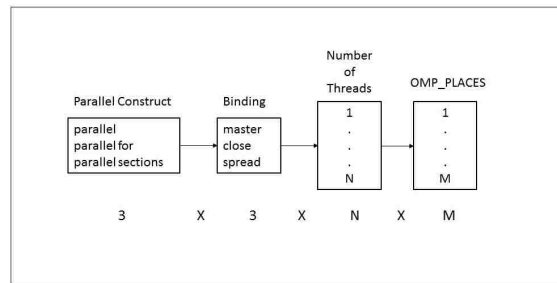 Number
of
Threads
OMP_PLACES
Parallel Construct
Binding
parallel
parallel for
parallel sections
master
close
spread
1
.
.
.
N
1
.
.
.
M
3 X 3 X N X M